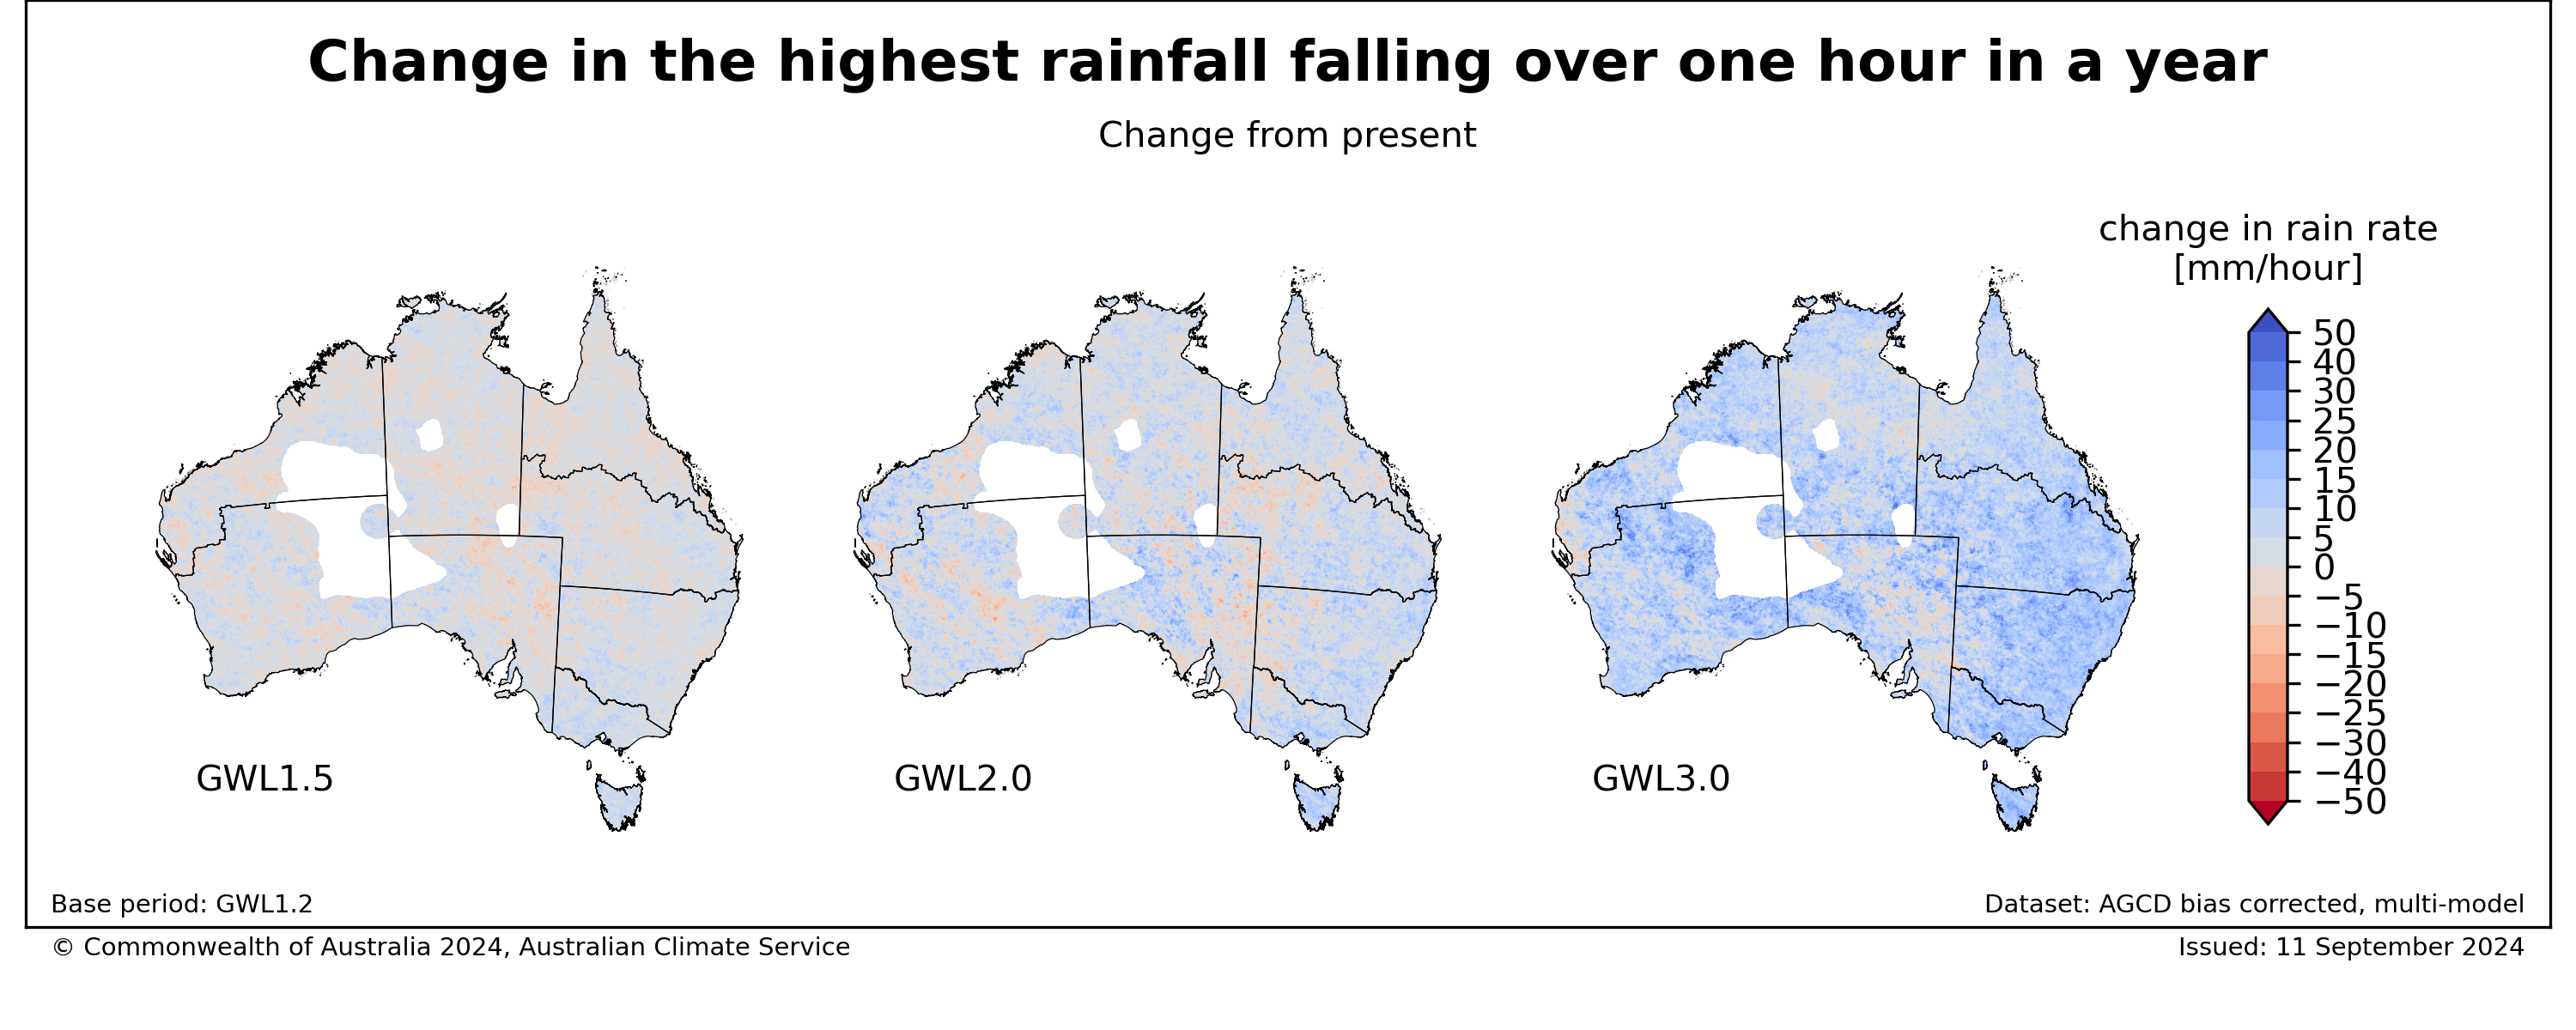 Change in the highest rainfall falling over one hour in a year
Change from present
change in rain rate
[mm/hour]
50
40
30
25
20
15
10
5
0
−5
−10
−15
−20
−25
−30
−40
−50
GWL1.5
GWL2.0
GWL3.0
Base period: GWL1.2
Dataset: AGCD bias corrected, multi-model
© Commonwealth of Australia 2024, Australian Climate Service
Issued: 11 September 2024